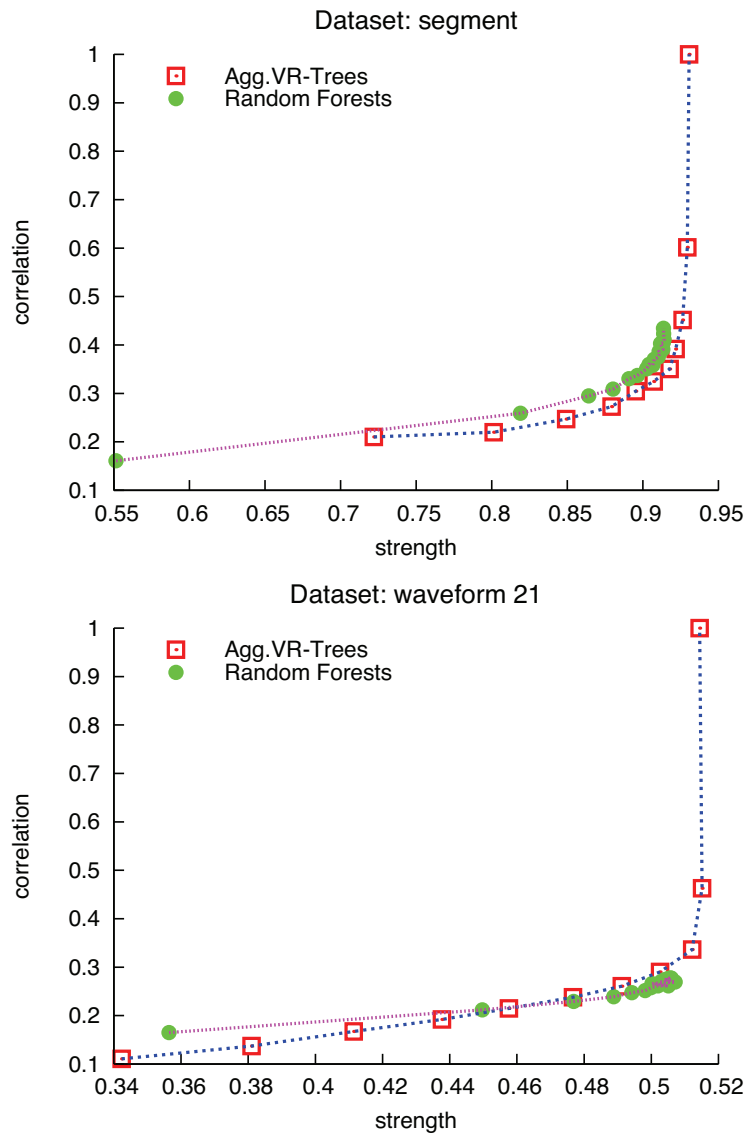 Dataset: segment
Agg.VR-Trees
Random Forests
1
0.9
0.8
0.7
0.6
0.5
0.4
0.3
0.2
0.1
correlation
0.55 0.6 0.65 0.7 0.75 0.8 0.85 0.9 0.95
strength
Dataset: waveform 21
Agg.VR-Trees
Random Forests
1
0.9
0.8
0.7
0.6
0.5
0.4
0.3
0.2
0.1
correlation
0.34 0.36 0.38 0.4 0.42 0.44 0.46 0.48 0.5 0.52
strength